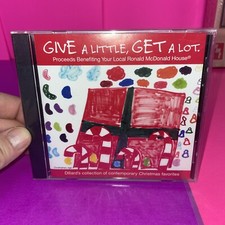 GIVE A LITTLE, GET A LOT.
Proceeds Benefiting Your Local Ronald McDonald House®
Dillard's collection of contemporary Christmas favorites